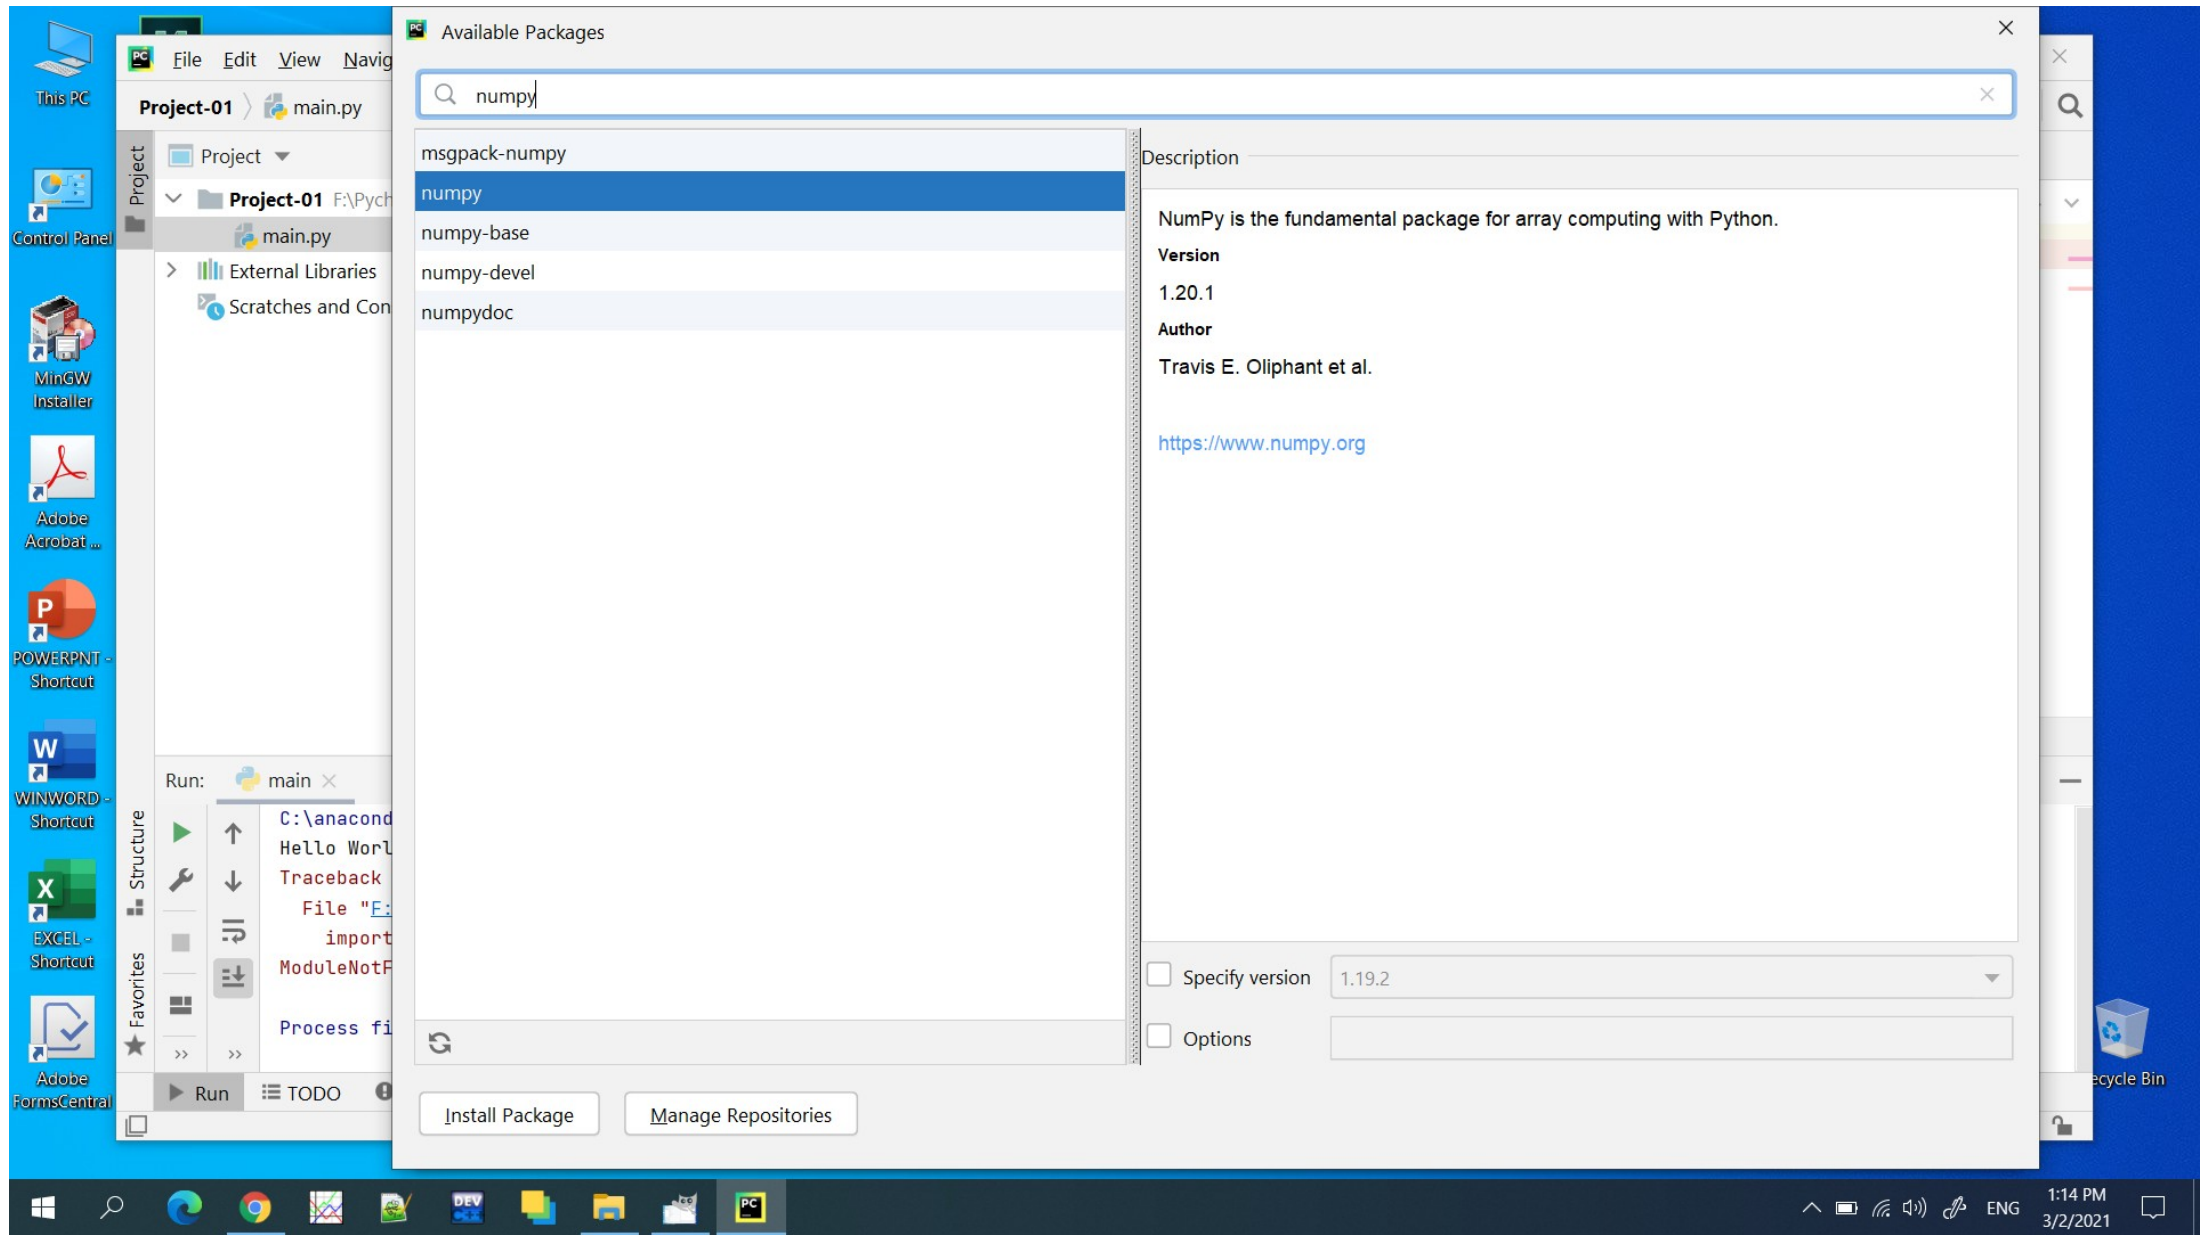 This PC
Control Panel
MinGW
Installer
Adobe
Acrobat ...
POWERPNT -
Shortcut
WINWORD -
Shortcut
EXCEL -
Shortcut
Adobe
FormsCentral
File Edit View Navig
Project-01 main.py
Project
Project
Project-01 F:\Pych
main.py
External Libraries
Scratches and Con
Structure
Favorites
Run: main
C:\anacond
Hello Worl
Traceback
File "F:
import
ModuleNotF
Process fi
Run TODO
Available Packages
numpy
msgpack-numpy
numpy
numpy-base
numpy-devel
numpydoc
Description
NumPy is the fundamental package for array computing with Python.
Version
1.20.1
Author
Travis E. Oliphant et al.
https://www.numpy.org
Specify version 1.19.2
Options
Install Package Manage Repositories
ecycle Bin
PC
DEV
C++
PC
ENG
1:14 PM
3/2/2021